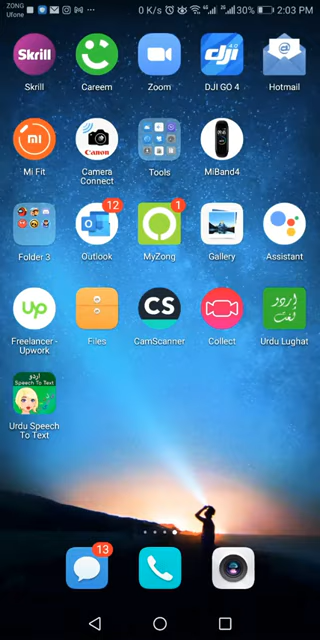 ZONG
Ufone
0 K/s
30%
2:03 PM
Skrill
dji 4.0
Skrill
Careem
Zoom
DJI GO 4
Hotmail
mi
Canon
Mi Fit
Camera
Connect
Tools
MiBand4
12
1
Folder 3
Outlook
MyZong
Gallery
Assistant
up
CS
اردو
لغت
Freelancer -
Upwork
Files
CamScanner
Collect
Urdu Lughat
اردو
Speech To Text
Urdu Speech
To Text
13